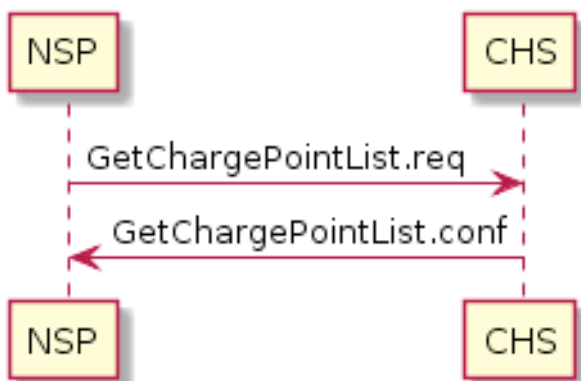 NSP CHS
GetChargePointList.req
GetChargePointList.conf
NSP CHS